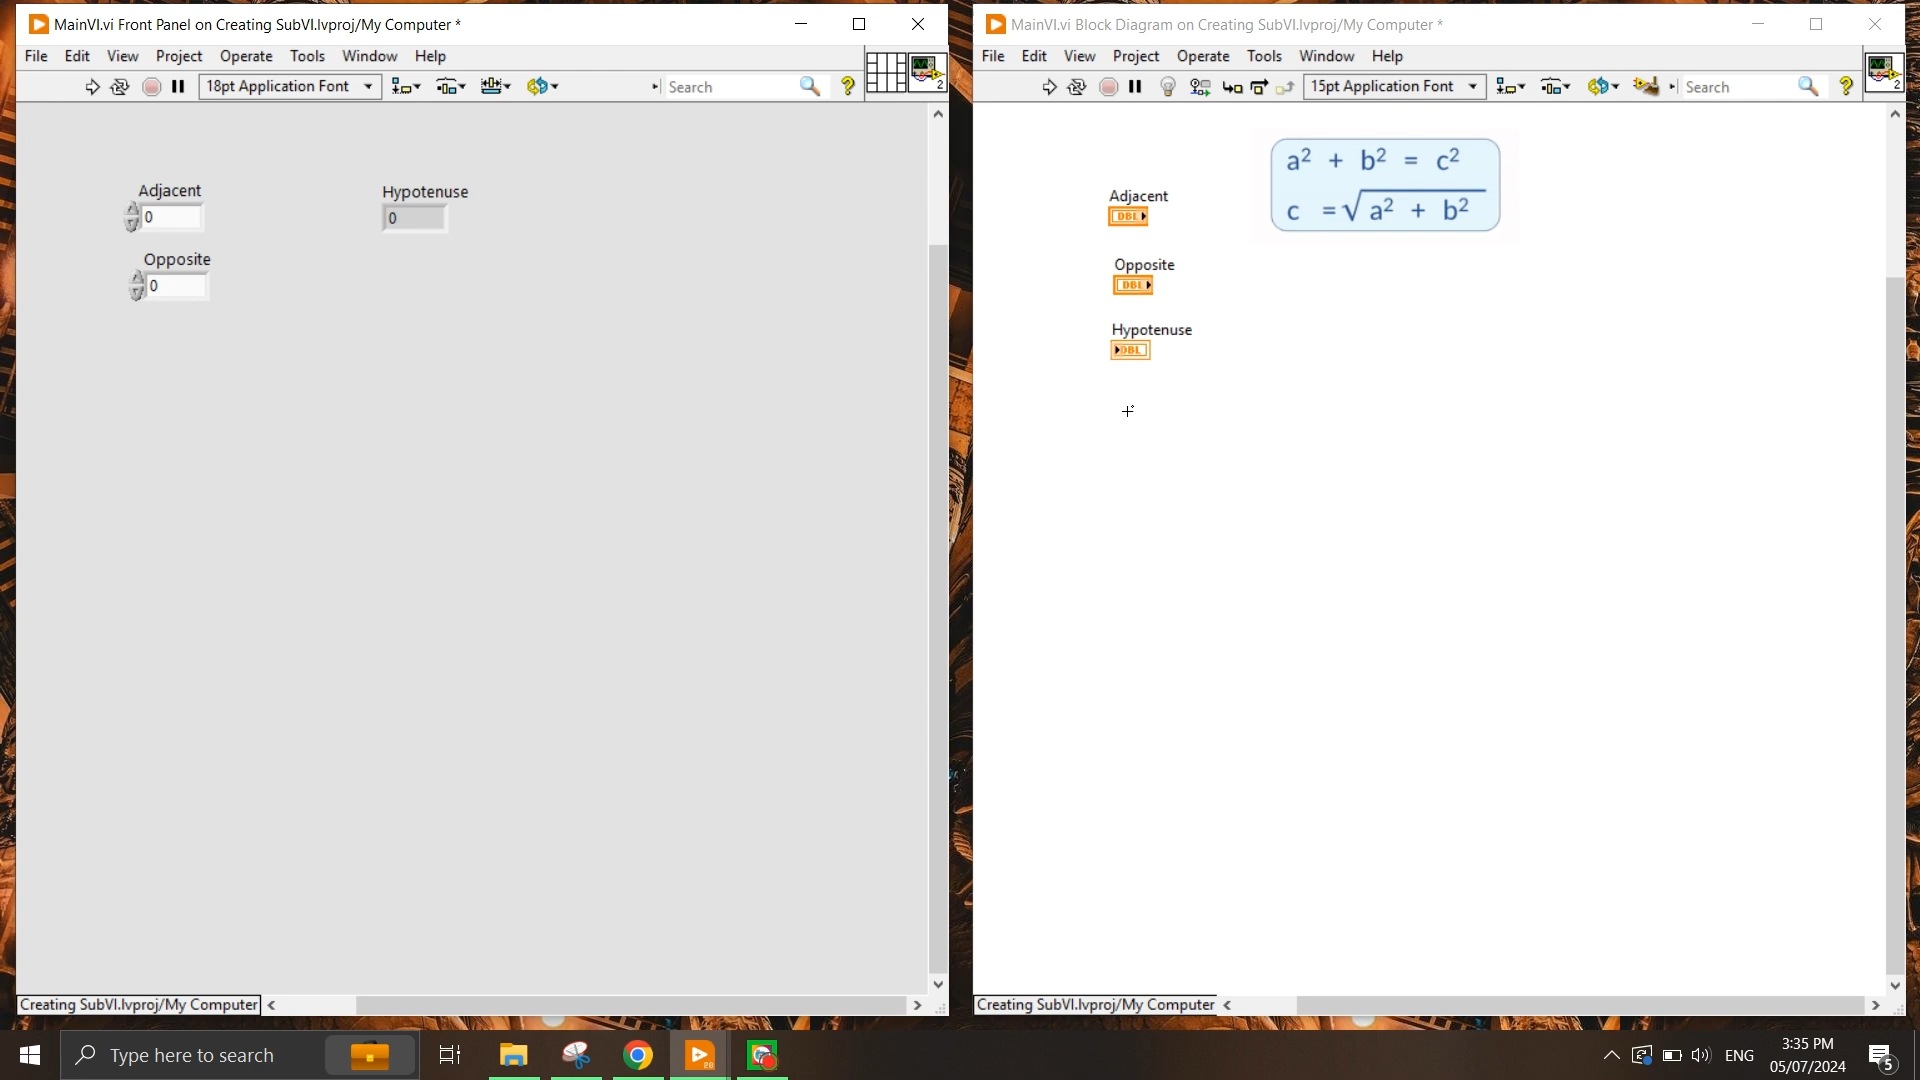 MainVI.vi Front Panel on Creating SubVI.lvproj/My Computer *
File Edit View Project Operate Tools Window Help
18pt Application Font
Search
2
Adjacent
0
Hypotenuse
0
Opposite
0
Creating SubVI.lvproj/My Computer
MainVI.vi Block Diagram on Creating SubVI.lvproj/My Computer *
File Edit View Project Operate Tools Window Help
15pt Application Font
Search
2
a² + b² = c²
c = √ a² + b²
Adjacent
DBL
Opposite
DBL
Hypotenuse
DBL
Creating SubVI.lvproj/My Computer
Type here to search
ENG
3:35 PM
05/07/2024
5